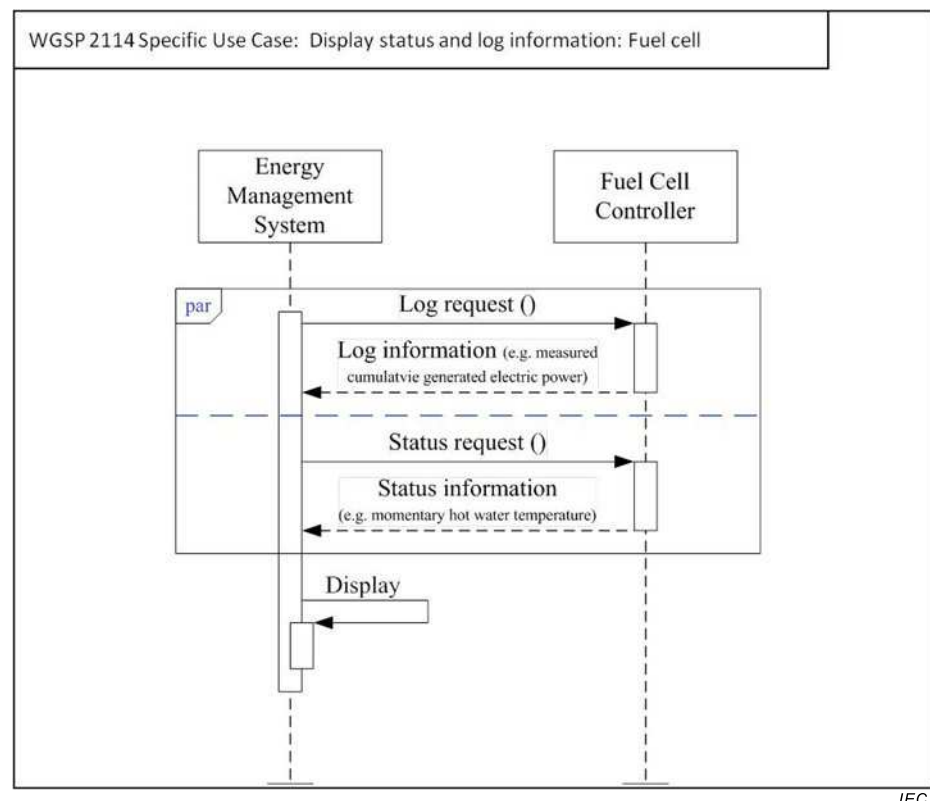 WGSP 2114 Specific Use Case: Display status and log information: Fuel cell
Energy
Management
System
Fuel Cell
Controller
par
Log request ()
Log information (e.g. measured
cumulatvie generated electric power)
Status request ()
Status information
(e.g. momentary hot water temperature)
Display
IEC